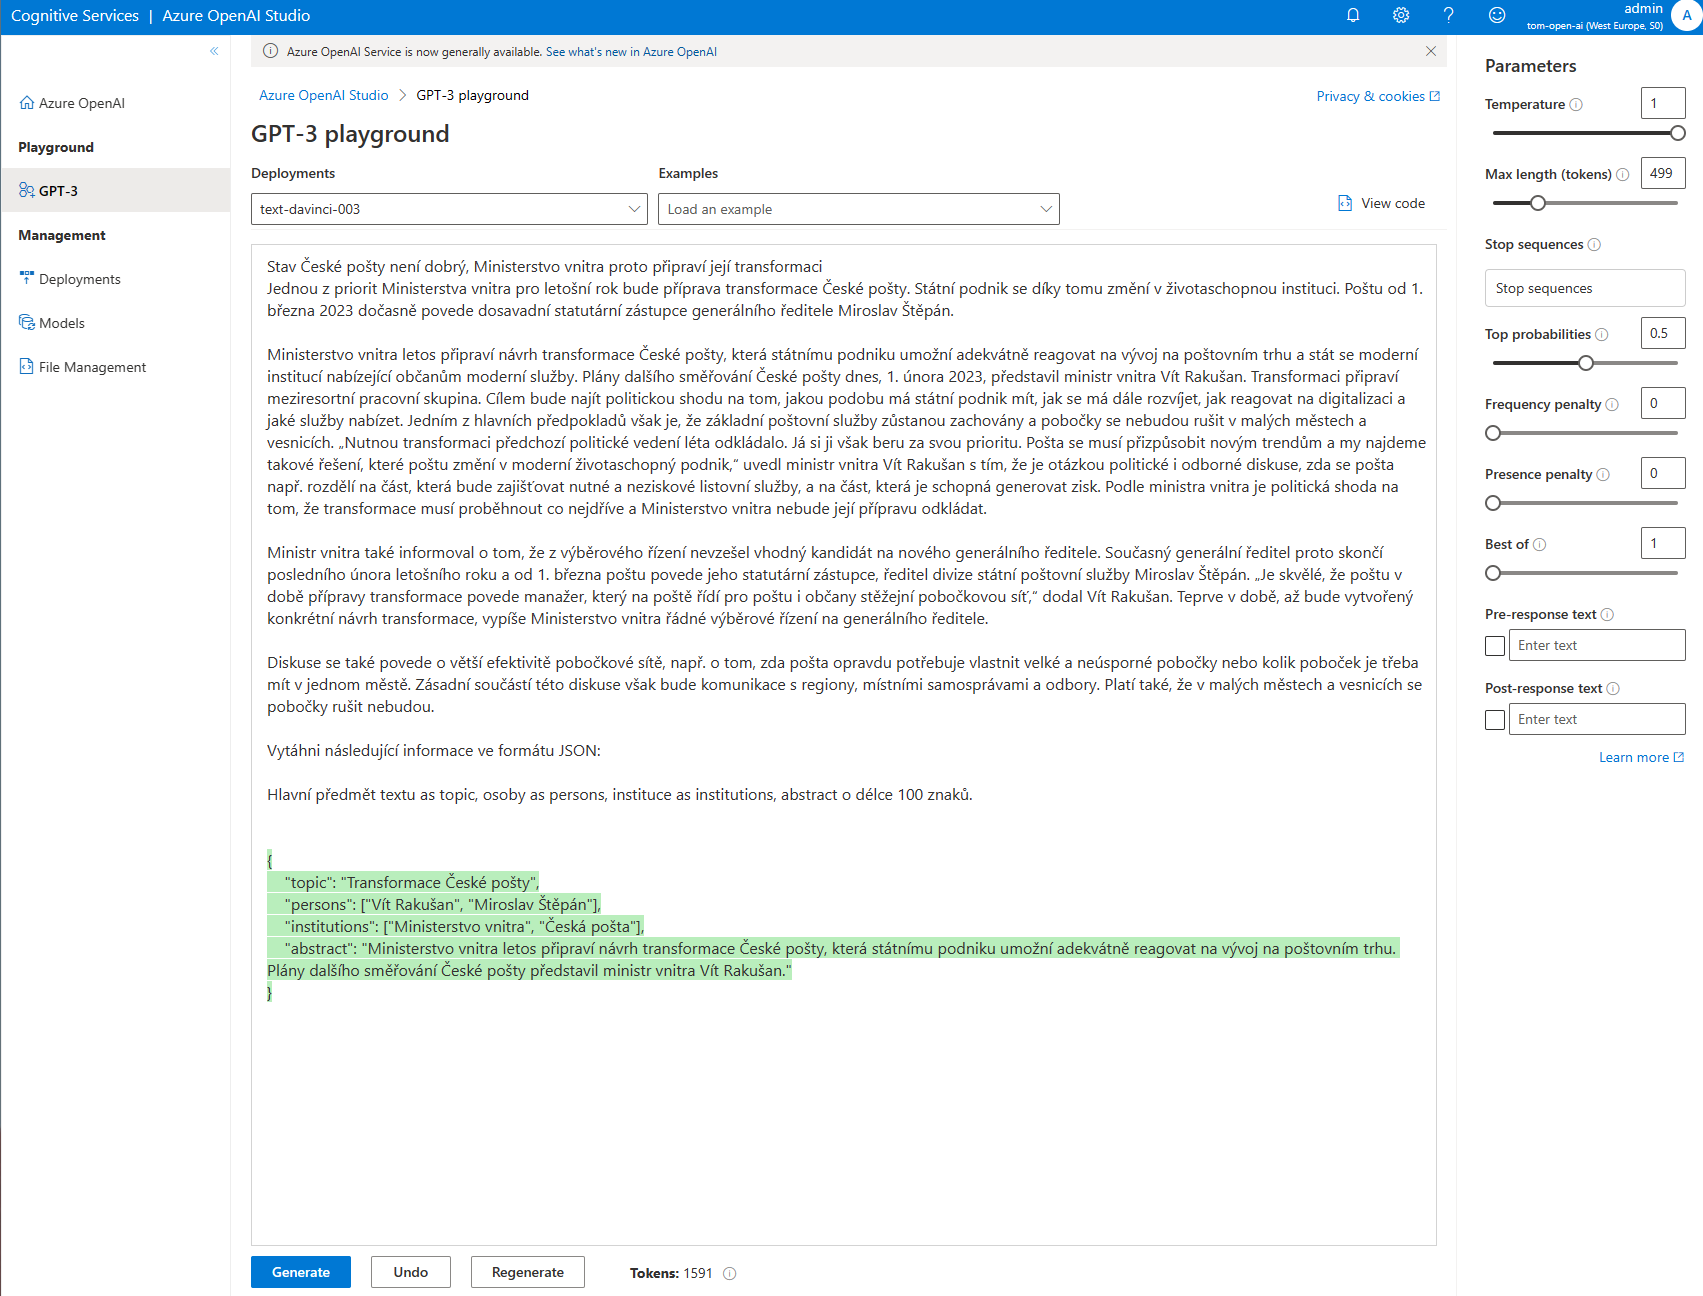 Cognitive Services | Azure OpenAI Studio
admin
tom-open-ai (West Europe, S0)
A
Azure OpenAI Service is now generally available. See what's new in Azure OpenAI
Azure OpenAI
Playground
GPT-3
Management
Deployments
Models
File Management
Azure OpenAI Studio > GPT-3 playground
Privacy & cookies
GPT-3 playground
Deployments
Examples
text-davinci-003
Load an example
View code
Stav České pošty není dobrý, Ministerstvo vnitra proto připraví její transformaci
Jednou z priorit Ministerstva vnitra pro letošní rok bude příprava transformace České pošty. Státní podnik se díky tomu změní v životaschopnou instituci. Poštu od 1.
března 2023 dočasně povede dosavadní statutární zástupce generálního ředitele Miroslav Štěpán.
Ministerstvo vnitra letos připraví návrh transformace České pošty, která státnímu podniku umožní adekvátně reagovat na vývoj na poštovním trhu a stát se moderní
institucí nabízející občanům moderní služby. Plány dalšího směřování České pošty dnes, 1. února 2023, představil ministr vnitra Vít Rakušan. Transformaci připraví
meziresortní pracovní skupina. Cílem bude najít politickou shodu na tom, jakou podobu má státní podnik mít, jak se má dále rozvíjet, jak reagovat na digitalizaci a
jaké služby nabízet. Jedním z hlavních předpokladů však je, že základní poštovní služby zůstanou zachovány a pobočky se nebudou rušit v malých městech a
vesnicích. „Nutnou transformaci předchozí politické vedení léta odkládalo. Já si ji však beru za svou prioritu. Pošta se musí přizpůsobit novým trendům a my najdeme
takové řešení, které poštu změní v moderní životaschopný podnik,“ uvedl ministr vnitra Vít Rakušan s tím, že je otázkou politické i odborné diskuse, zda se pošta
např. rozdělí na část, která bude zajišťovat nutné a neziskové listovní služby, a na část, která je schopná generovat zisk. Podle ministra vnitra je politická shoda na
tom, že transformace musí proběhnout co nejdříve a Ministerstvo vnitra nebude její přípravu odkládat.
Ministr vnitra také informoval o tom, že z výběrového řízení nevzešel vhodný kandidát na nového generálního ředitele. Současný generální ředitel proto skončí
posledního února letošního roku a od 1. března poštu povede jeho statutární zástupce, ředitel divize státní poštovní služby Miroslav Štěpán. „Je skvělé, že poštu v
době přípravy transformace povede manažer, který na poště řídí pro poštu i občany stěžejní pobočkovou síť,“ dodal Vít Rakušan. Teprve v době, až bude vytvořený
konkrétní návrh transformace, vypíše Ministerstvo vnitra řádné výběrové řízení na generálního ředitele.
Diskuse se také povede o větší efektivitě pobočkové sítě, např. o tom, zda pošta opravdu potřebuje vlastnit velké a neúsporné pobočky nebo kolik poboček je třeba
mít v jednom městě. Zásadní součástí této diskuse však bude komunikace s regiony, místními samosprávami a odbory. Platí také, že v malých městech a vesnicích se
pobočky rušit nebudou.
Vytáhni následující informace ve formátu JSON:
Hlavní předmět textu as topic, osoby as persons, instituce as institutions, abstract o délce 100 znaků.
{
"topic": "Transformace České pošty",
"persons": ["Vít Rakušan", "Miroslav Štěpán"],
"institutions": ["Ministerstvo vnitra", "Česká pošta"],
"abstract": "Ministerstvo vnitra letos připraví návrh transformace České pošty, která státnímu podniku umožní adekvátně reagovat na vývoj na poštovním trhu.
Plány dalšího směřování České pošty představil ministr vnitra Vít Rakušan."
}
Generate
Undo
Regenerate
Tokens: 1591
Parameters
Temperature 1
Max length (tokens) 499
Stop sequences
Stop sequences
Top probabilities 0.5
Frequency penalty 0
Presence penalty 0
Best of 1
Pre-response text
Enter text
Post-response text
Enter text
Learn more